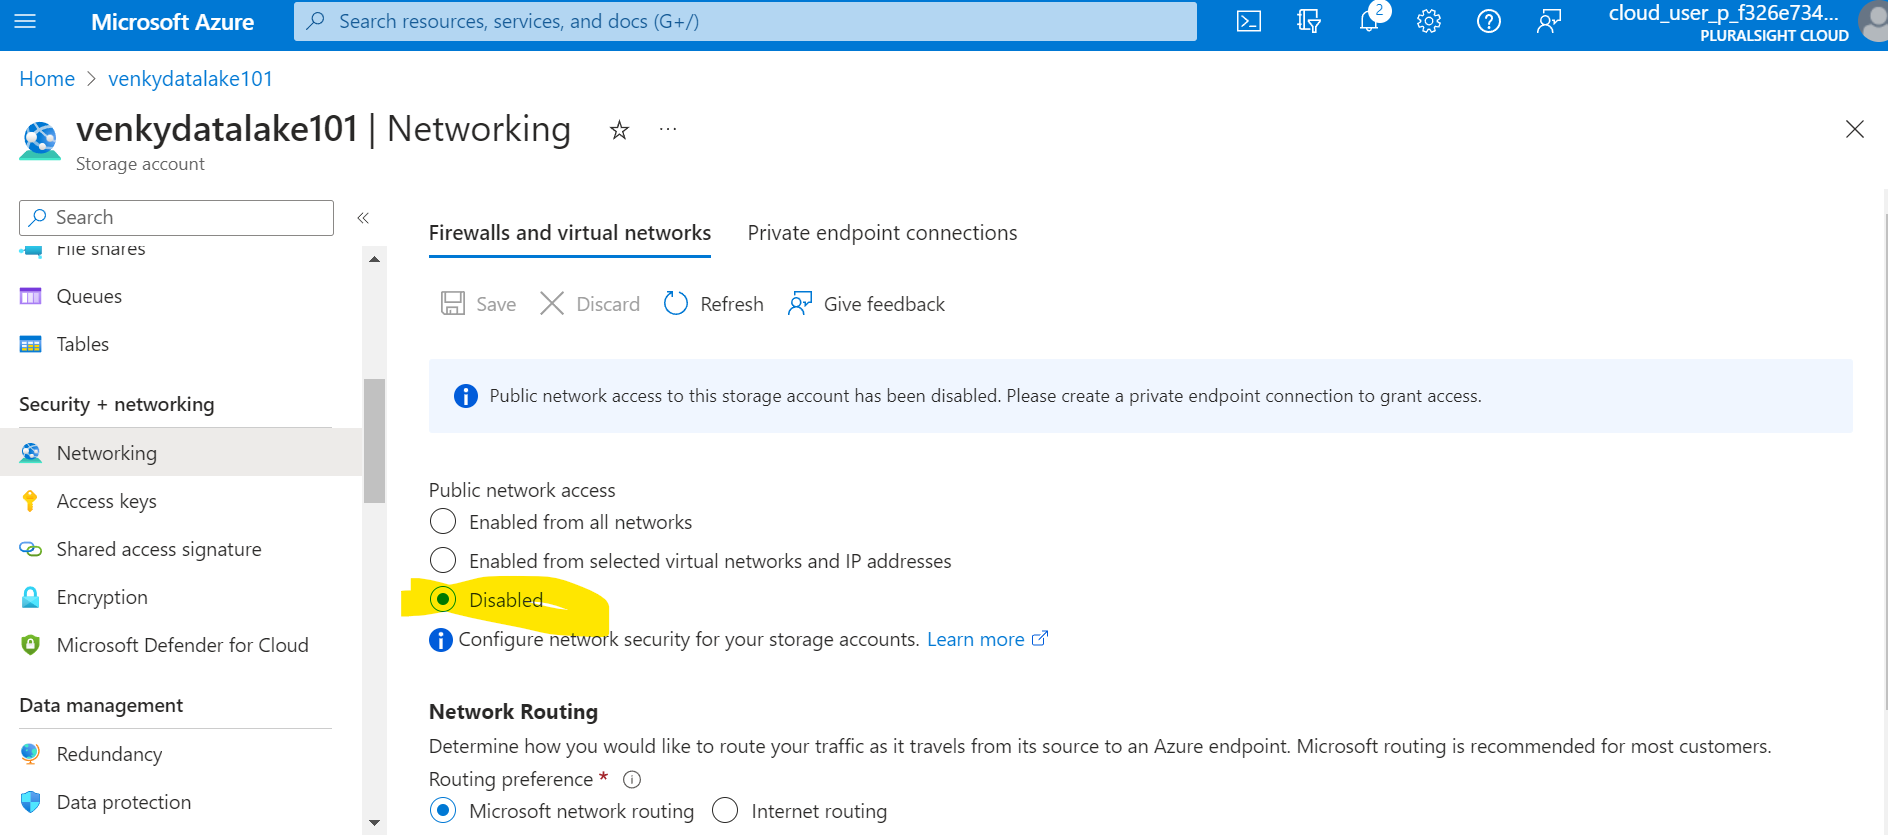 Microsoft Azure
Search resources, services, and docs (G+/)
2
cloud_user_p_f326e734...
PLURALSIGHT CLOUD
Home > venkydatalake101
venkydatalake101 | Networking
Storage account
Search
«
File shares
Queues
Tables
Security + networking
Networking
Access keys
Shared access signature
Encryption
Microsoft Defender for Cloud
Data management
Redundancy
Data protection
Firewalls and virtual networks
Private endpoint connections
Save
Discard
Refresh
Give feedback
Public network access to this storage account has been disabled. Please create a private endpoint connection to grant access.
Public network access
Enabled from all networks
Enabled from selected virtual networks and IP addresses
Disabled
Configure network security for your storage accounts. Learn more
Network Routing
Determine how you would like to route your traffic as it travels from its source to an Azure endpoint. Microsoft routing is recommended for most customers.
Routing preference *
Microsoft network routing
Internet routing